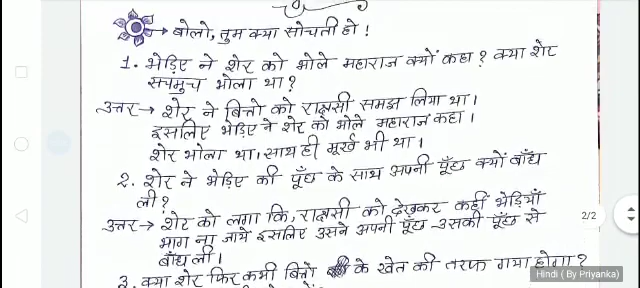 → बोलो, तुम क्या सोचती हो!
1. भेड़िए ने शेर को भोले महाराज क्यों कहा? क्या शेर
सचमुच भोला था?
उत्तर → शेर ने बित्तो को राक्षसी समझ लिया था।
इसलिए भेड़िए ने शेर को भोले महाराज कहा।
शेर भोला था। साथ ही मूर्ख भी था।
2. शेर ने भेड़िए की पूँछ के साथ अपनी पूँछ क्यों बाँध
ली?
उत्तर → शेर को लगा कि, राक्षसी को देखकर कहीं भेड़ियाँ
भाग ना जाये इसलिए उसने अपनी पूँछ उसकी पूँछ से
बाँध ली।
3. क्या शेर फिर कभी बित्तो के खेत की तरफ गया होगा?
2/2
Hindi ( By Priyanka)